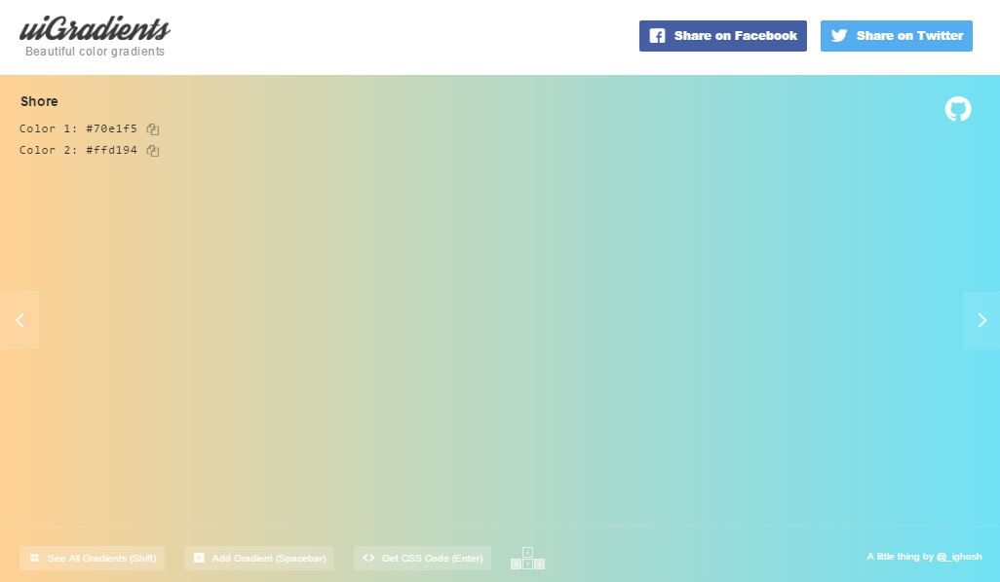 uiGradients
Beautiful color gradients
Share on Facebook
Share on Twitter
Shore
Color 1: #70e1f5
Color 2: #ffd194
See All Gradients (Shift)
Add Gradient (Spacebar)
Get CSS Code (Enter)
A little thing by @_ighosh